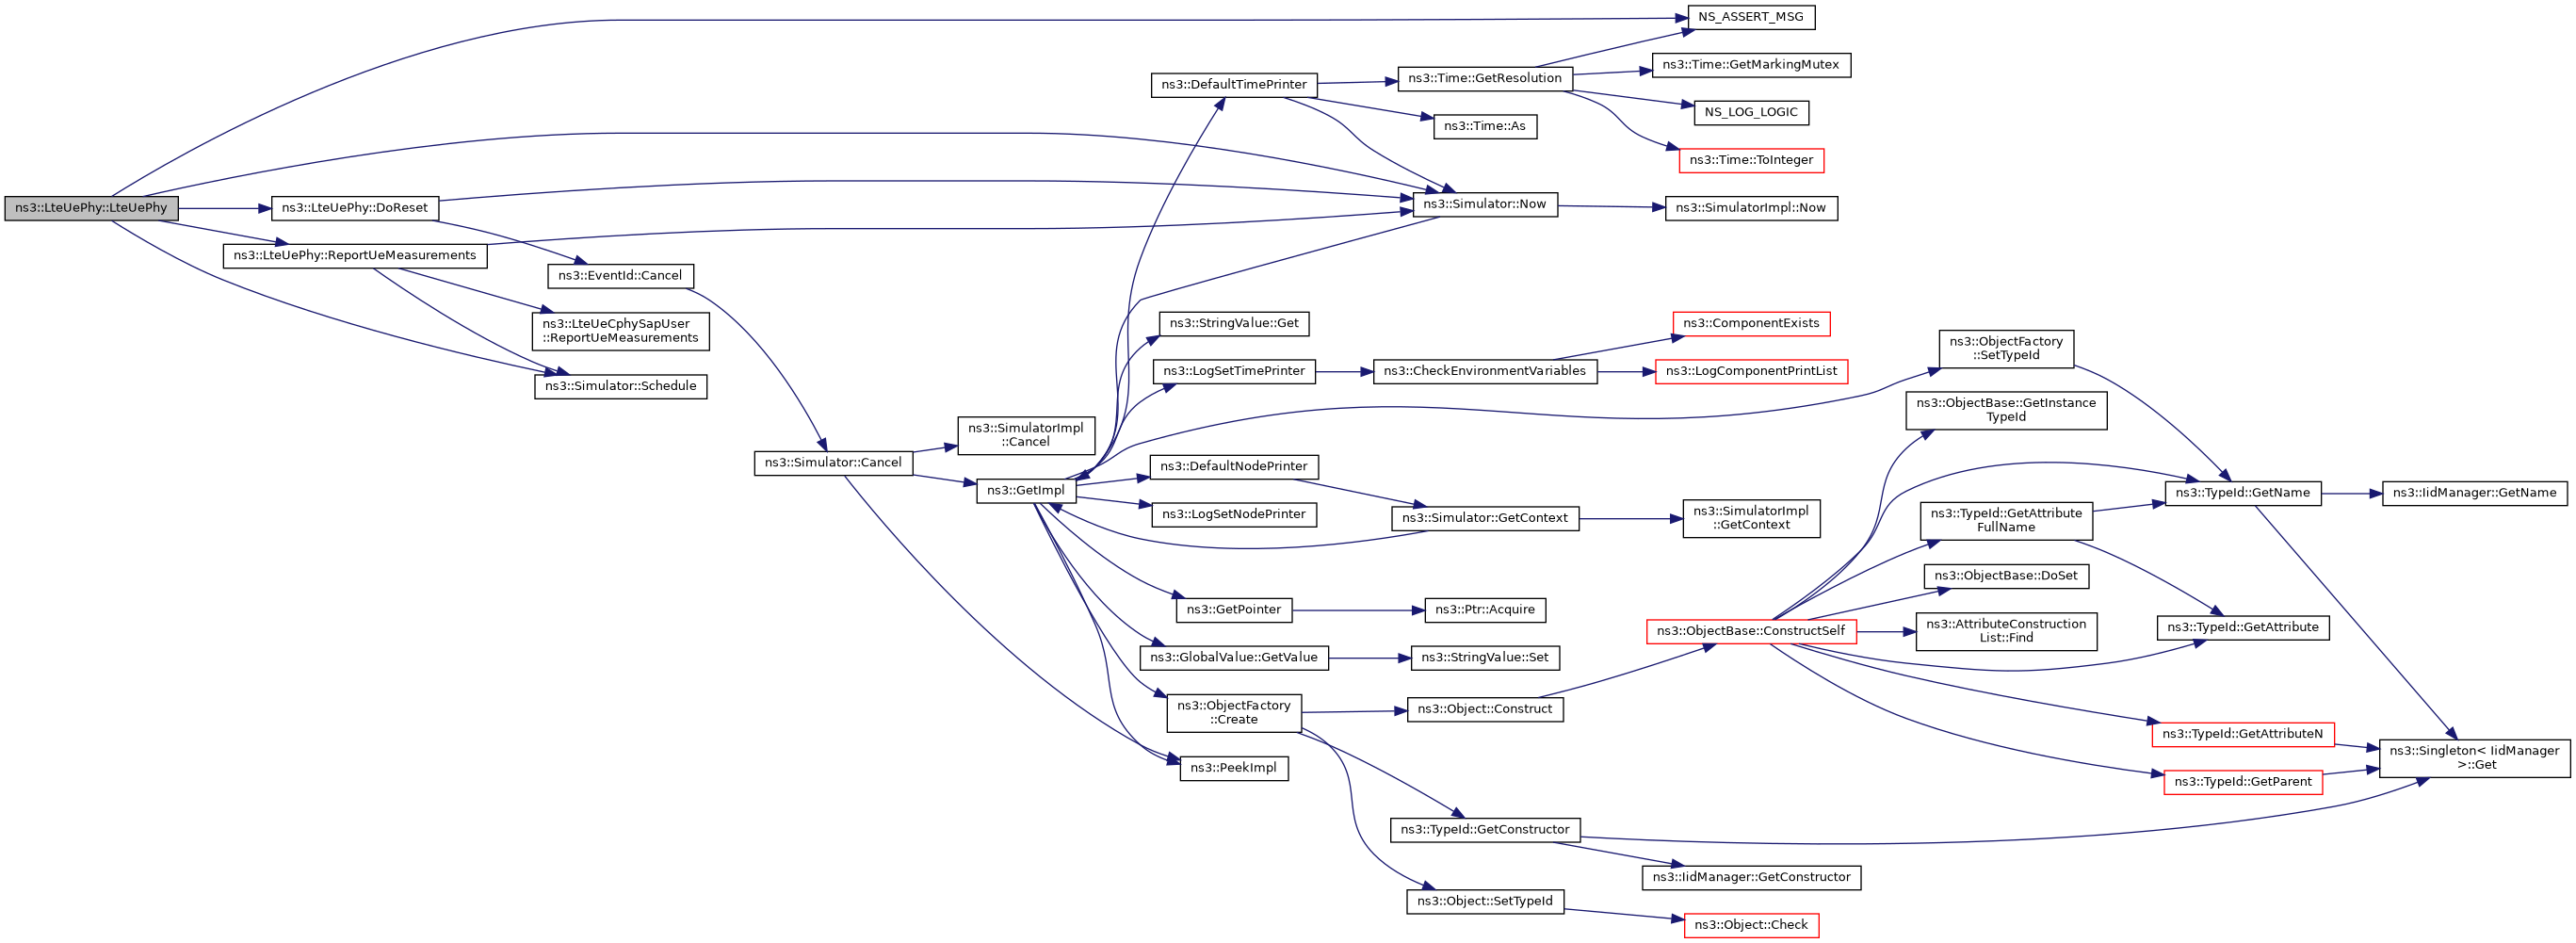 ns3::LteUePhy::LteUePhy
ns3::LteUePhy::DoReset
ns3::LteUePhy::ReportUeMeasurements
ns3::EventId::Cancel
ns3::LteUeCphySapUser
::ReportUeMeasurements
ns3::Simulator::Schedule
ns3::Simulator::Cancel
ns3::SimulatorImpl
::Cancel
ns3::GetImpl
ns3::DefaultTimePrinter
ns3::StringValue::Get
ns3::LogSetTimePrinter
ns3::DefaultNodePrinter
ns3::LogSetNodePrinter
ns3::GetPointer
ns3::GlobalValue::GetValue
ns3::ObjectFactory
::Create
ns3::PeekImpl
ns3::Time::GetResolution
ns3::Time::As
ns3::Simulator::Now
ns3::CheckEnvironmentVariables
ns3::Simulator::GetContext
ns3::Ptr::Acquire
ns3::StringValue::Set
ns3::Object::Construct
ns3::TypeId::GetConstructor
ns3::Object::SetTypeId
NS_ASSERT_MSG
ns3::Time::GetMarkingMutex
NS_LOG_LOGIC
ns3::Time::ToInteger
ns3::SimulatorImpl::Now
ns3::ComponentExists
ns3::LogComponentPrintList
ns3::SimulatorImpl
::GetContext
ns3::ObjectBase::ConstructSelf
ns3::IidManager::GetConstructor
ns3::Object::Check
ns3::ObjectFactory
::SetTypeId
ns3::ObjectBase::GetInstance
TypeId
ns3::TypeId::GetAttribute
FullName
ns3::ObjectBase::DoSet
ns3::AttributeConstruction
List::Find
ns3::TypeId::GetName
ns3::TypeId::GetAttribute
ns3::TypeId::GetAttributeN
ns3::TypeId::GetParent
ns3::IidManager::GetName
ns3::Singleton< IidManager
>::Get